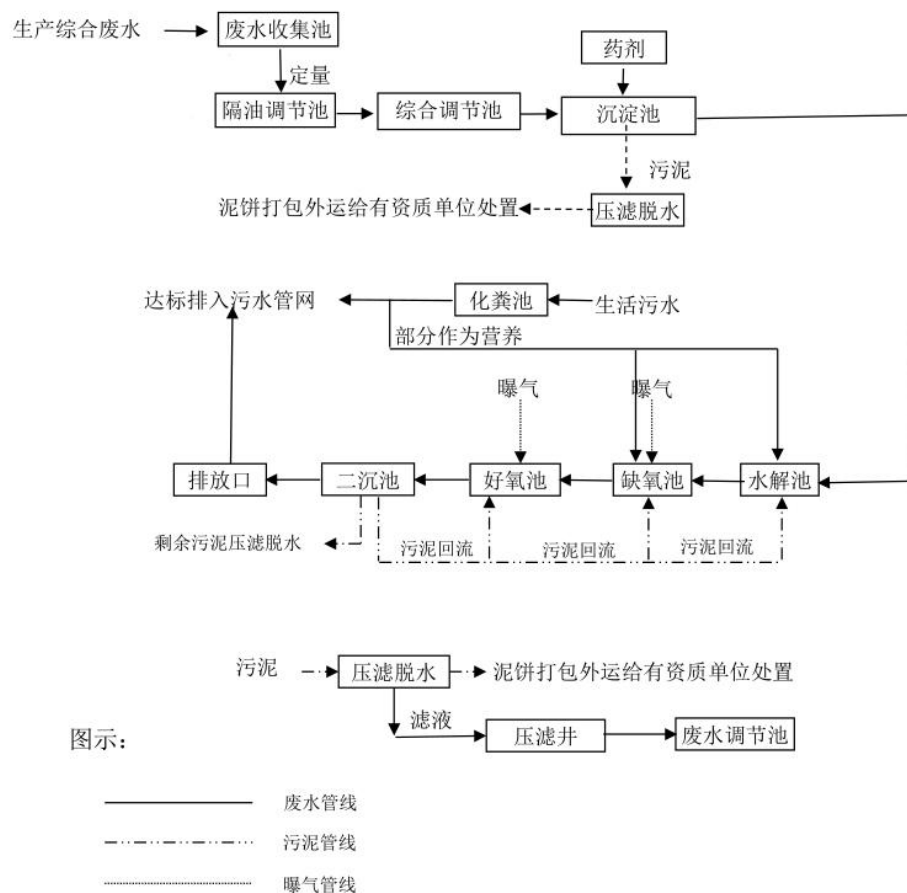 生产综合废水
废水收集池
药剂
定量
隔油调节池
综合调节池
沉淀池
污泥
泥饼打包外运给有资质单位处置
压滤脱水
达标排入污水管网
化粪池
生活污水
部分作为营养
曝气
曝气
排放口
二沉池
好氧池
缺氧池
水解池
剩余污泥压滤脱水
污泥回流
污泥回流
污泥回流
污泥
压滤脱水
泥饼打包外运给有资质单位处置
滤液
图示：
压滤井
废水调节池
废水管线
污泥管线
曝气管线